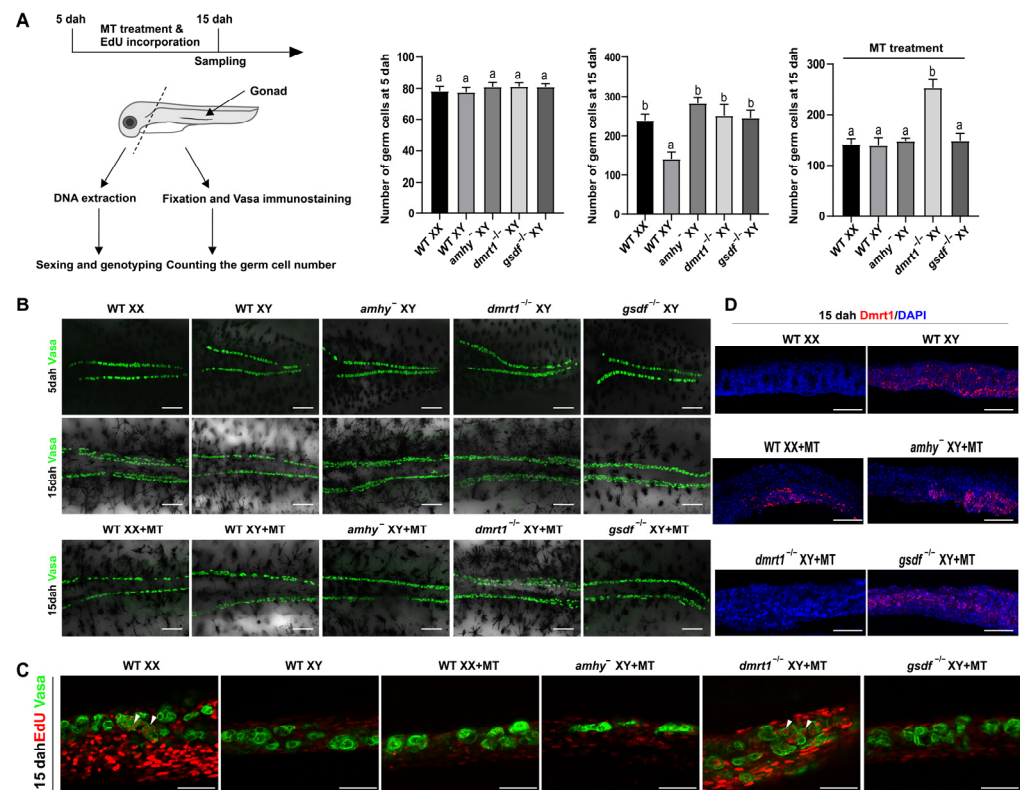 A
5 dah
15 dah
MT treatment &
EdU incorporation
Sampling
Gonad
DNA extraction
Fixation and Vasa immunostaining
Sexing and genotyping
Counting the germ cell number
Number of germ cells at 5 dah
100
80
60
40
20
0
a
a
a
a
a
WT XX
WT XY
amhy⁻ XY
dmrt1⁻/⁻ XY
gsdf⁻/⁻ XY
Number of germ cells at 15 dah
400
300
200
100
0
b
a
b
b
b
WT XX
WT XY
amhy⁻ XY
dmrt1⁻/⁻ XY
gsdf⁻/⁻ XY
MT treatment
Number of germ cells at 15 dah
300
200
100
0
a
a
a
b
a
WT XX
WT XY
amhy⁻ XY
dmrt1⁻/⁻ XY
gsdf⁻/⁻ XY
B
WT XX
WT XY
amhy⁻ XY
dmrt1⁻/⁻ XY
gsdf⁻/⁻ XY
5dah Vasa
15dah Vasa
WT XX+MT
WT XY+MT
amhy⁻ XY+MT
dmrt1⁻/⁻ XY+MT
gsdf⁻/⁻ XY+MT
15dah Vasa
D
15 dah Dmrt1/DAPI
WT XX
WT XY
WT XX+MT
amhy⁻ XY+MT
dmrt1⁻/⁻ XY+MT
gsdf⁻/⁻ XY+MT
C
WT XX
WT XY
WT XX+MT
amhy⁻ XY+MT
dmrt1⁻/⁻ XY+MT
gsdf⁻/⁻ XY+MT
15 dah EdU Vasa